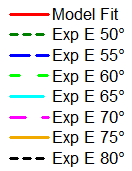 Model Fit
Exp E 50°
Exp E 55°
Exp E 60°
Exp E 65°
Exp E 70°
Exp E 75°
Exp E 80°